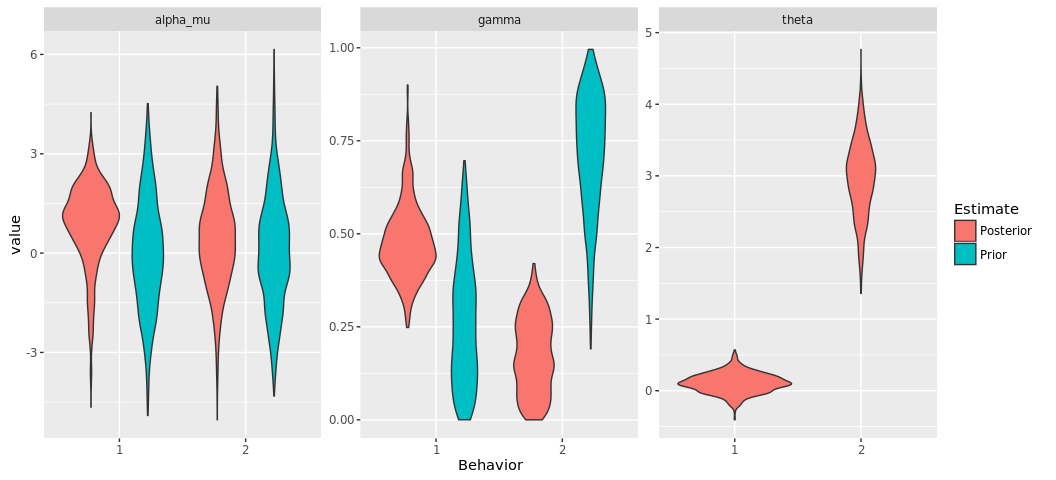 alpha_mu
gamma
theta
value
6
3
0
-3
1.00
0.75
0.50
0.25
0.00
5
4
3
2
1
0
1 2
1 2
1 2
Behavior
Estimate
Posterior
Prior